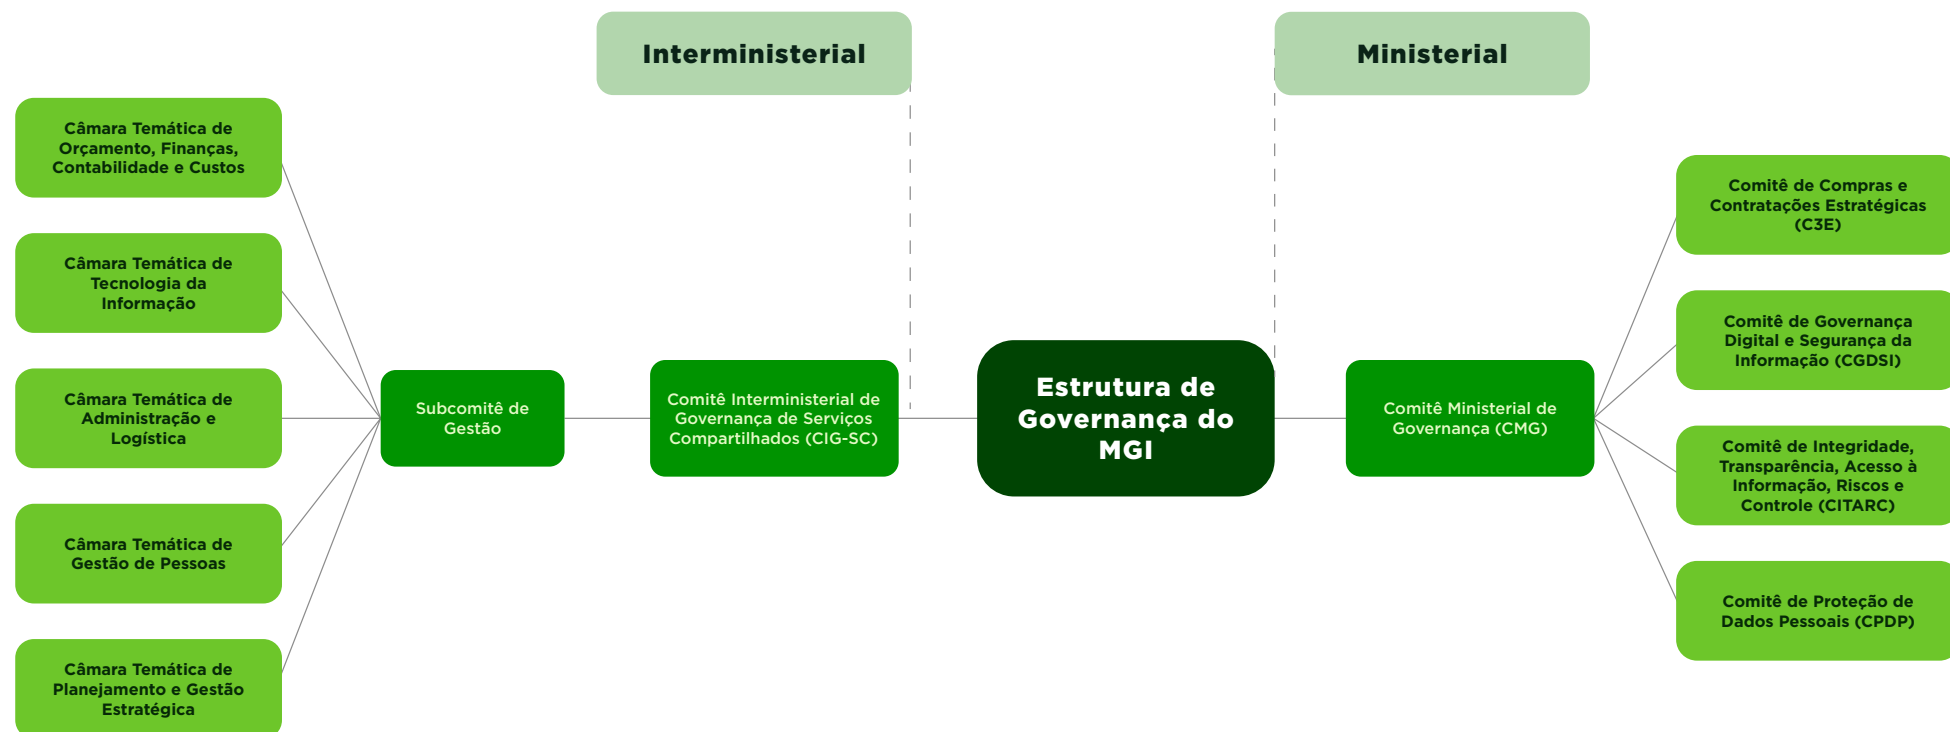 Interministerial
Ministerial
Câmara Temática de
Orçamento, Finanças,
Contabilidade e Custos
Câmara Temática de
Tecnologia da
Informação
Câmara Temática de
Administração e
Logística
Câmara Temática de
Gestão de Pessoas
Câmara Temática de
Planejamento e Gestão
Estratégica
Subcomitê de
Gestão
Comitê Interministerial de
Governança de Serviços
Compartilhados (CIG-SC)
Estrutura de
Governança do
MGI
Comitê Ministerial de
Governança (CMG)
Comitê de Compras e
Contratações Estratégicas
(C3E)
Comitê de Governança
Digital e Segurança da
Informação (CGDSI)
Comitê de Integridade,
Transparência, Acesso à
Informação, Riscos e
Controle (CITARC)
Comitê de Proteção de
Dados Pessoais (CPDP)